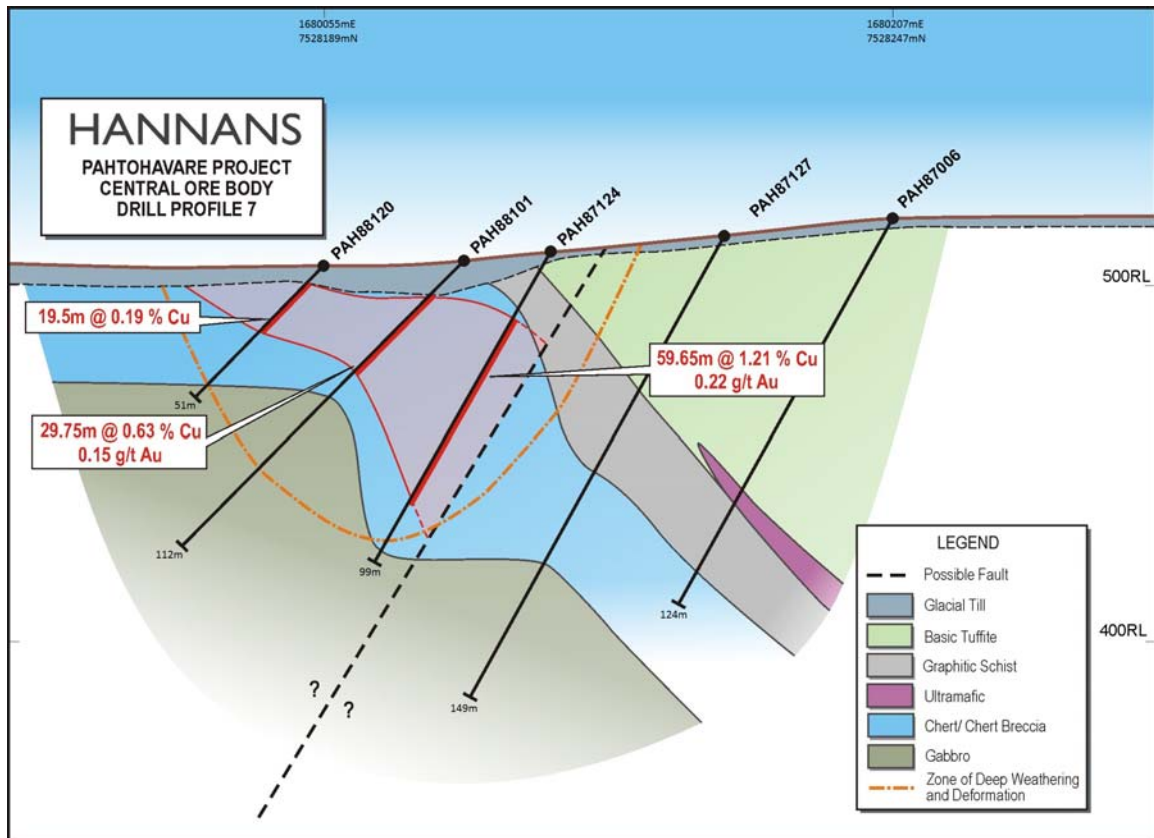 1680055mE
7528189mN
1680207mE
7528247mN
HANNANS
PAHTOHAVARE PROJECT
CENTRAL ORE BODY
DRILL PROFILE 7
PAH88120
PAH88101
PAH87124
PAH87127
PAH87006
500RL
19.5m @ 0.19 % Cu
59.65m @ 1.21 % Cu
0.22 g/t Au
51m
29.75m @ 0.63 % Cu
0.15 g/t Au
112m
99m
124m
149m
?
?
400RL
LEGEND
Possible Fault
Glacial Till
Basic Tuffite
Graphitic Schist
Ultramafic
Chert/ Chert Breccia
Gabbro
Zone of Deep Weathering
and Deformation